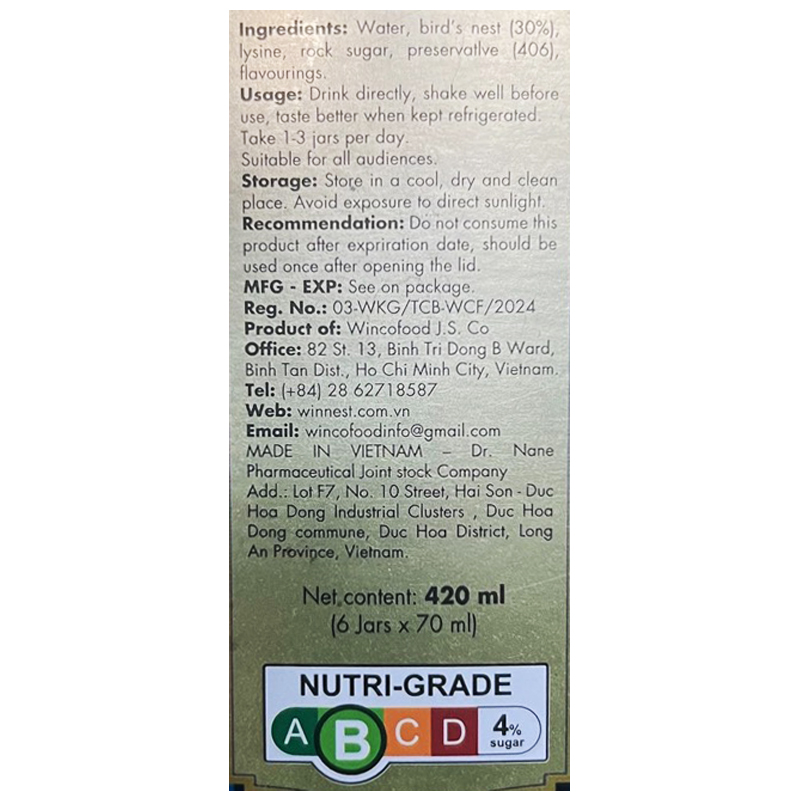 Ingredients: Water, bird's nest (30%),
lysine, rock sugar, preservative (406),
flavourings.
Usage: Drink directly, shake well before
use, taste better when kept refrigerated.
Take 1-3 jars per day.
Suitable for all audiences.
Storage: Store in a cool, dry and clean
place. Avoid exposure to direct sunlight.
Recommendation: Do not consume this
product after expriration date, should be
used once after opening the lid.
MFG - EXP: See on package.
Reg. No.: 03-WKG/TCB-WCF/2024
Product of: Wincofood J.S. Co
Office: 82 St. 13, Binh Tri Dong B Ward,
Binh Tan Dist., Ho Chi Minh City, Vietnam.
Tel: (+84) 28 62718587
Web: winnest.com.vn
Email: wincofoodinfo@gmail.com
MADE IN VIETNAM – Dr. Nane
Pharmaceutical Joint stock Company
Add.: Lot F7, No. 10 Street, Hai Son - Duc
Hoa Dong Industrial Clusters , Duc Hoa
Dong commune, Duc Hoa District, Long
An Province, Vietnam.
Net content: 420 ml
(6 Jars x 70 ml)
NUTRI-GRADE
A B C D 4% sugar